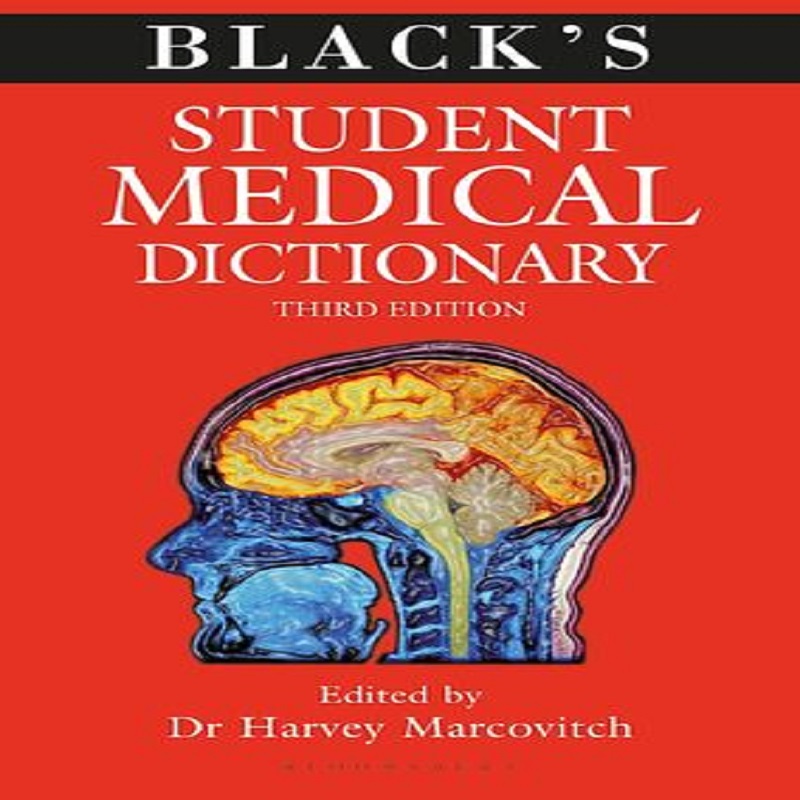 BLACK'S
STUDENT
MEDICAL
DICTIONARY
THIRD EDITION
Edited by
Dr Harvey Marcovitch